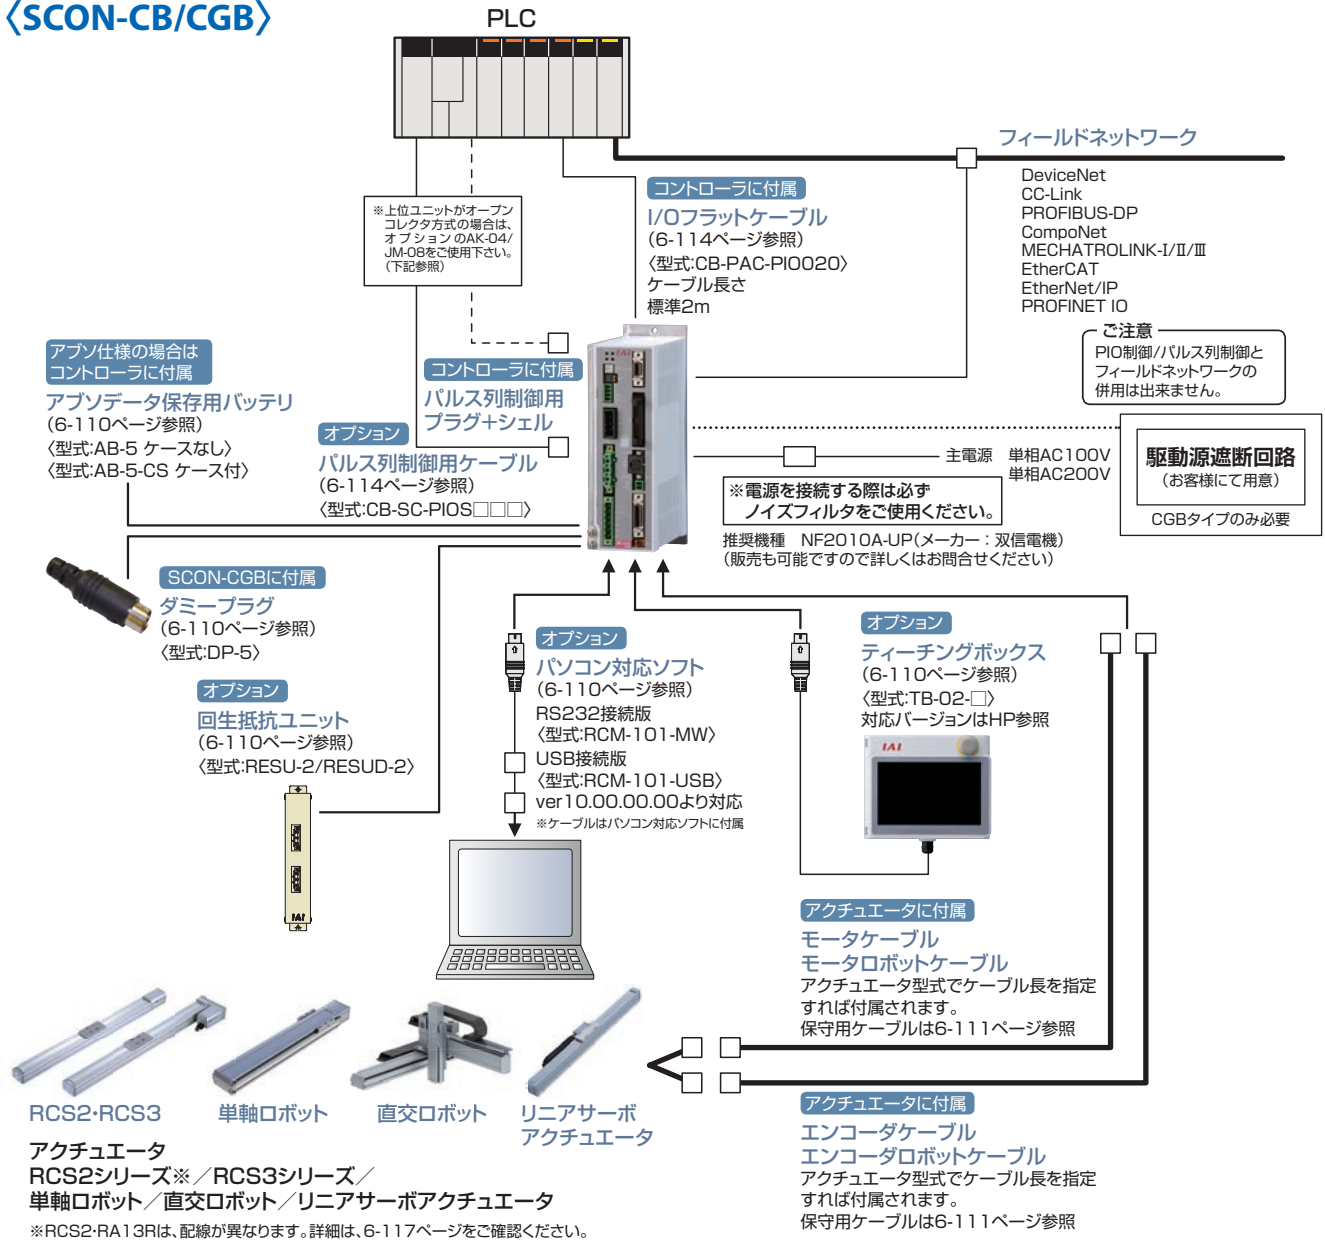 〈SCON-CB/CGB〉
PLC
フィールドネットワーク
DeviceNet
CC-Link
PROFIBUS-DP
CompoNet
MECHATROLINK-Ⅰ/Ⅱ/Ⅲ
EtherCAT
EtherNet/IP
PROFINET IO
ご注意
PIO制御/パルス列制御と
フィールドネットワークの
併用は出来ません。
※上位ユニットがオープン
コレクタ方式の場合は、
オプションのAK-04/
JM-08をご使用下さい。
(下記参照)
コントローラに付属
I/Oフラットケーブル
(6-114ページ参照)
〈型式:CB-PAC-PIO020〉
ケーブル長さ
標準2m
アブソ仕様の場合は
コントローラに付属
アブソデータ保存用バッテリ
(6-110ページ参照)
〈型式:AB-5 ケースなし〉
〈型式:AB-5-CS ケース付〉
コントローラに付属
パルス列制御用
プラグ+シェル
オプション
パルス列制御用ケーブル
(6-114ページ参照)
〈型式:CB-SC-PIOS□□□〉
IAI
主電源 単相AC100V
単相AC200V
※電源を接続する際は必ず
ノイズフィルタをご使用ください。
推奨機種 NF2010A-UP(メーカー:双信電機)
(販売も可能ですので詳しくはお問合せください)
駆動源遮断回路
(お客様にて用意)
CGBタイプのみ必要
SCON-CGBに付属
ダミープラグ
(6-110ページ参照)
〈型式:DP-5〉
オプション
回生抵抗ユニット
(6-110ページ参照)
〈型式:RESU-2/RESUD-2〉
IAI
オプション
パソコン対応ソフト
(6-110ページ参照)
RS232接続版
〈型式:RCM-101-MW〉
USB接続版
〈型式:RCM-101-USB〉
ver10.00.00.00より対応
※ケーブルはパソコン対応ソフトに付属
オプション
ティーチングボックス
(6-110ページ参照)
〈型式:TB-02-□〉
対応バージョンはHP参照
IAI
アクチュエータに付属
モータケーブル
モータロボットケーブル
アクチュエータ型式でケーブル長を指定
すれば付属されます。
保守用ケーブルは6-111ページ参照
アクチュエータに付属
エンコーダケーブル
エンコーダロボットケーブル
アクチュエータ型式でケーブル長を指定
すれば付属されます。
保守用ケーブルは6-111ページ参照
RCS2・RCS3
単軸ロボット
直交ロボット
リニアサーボ
アクチュエータ
アクチュエータ
RCS2シリーズ※/RCS3シリーズ/
単軸ロボット/直交ロボット/リニアサーボアクチュエータ
※RCS2・RA13Rは、配線が異なります。詳細は、6-117ページをご確認ください。